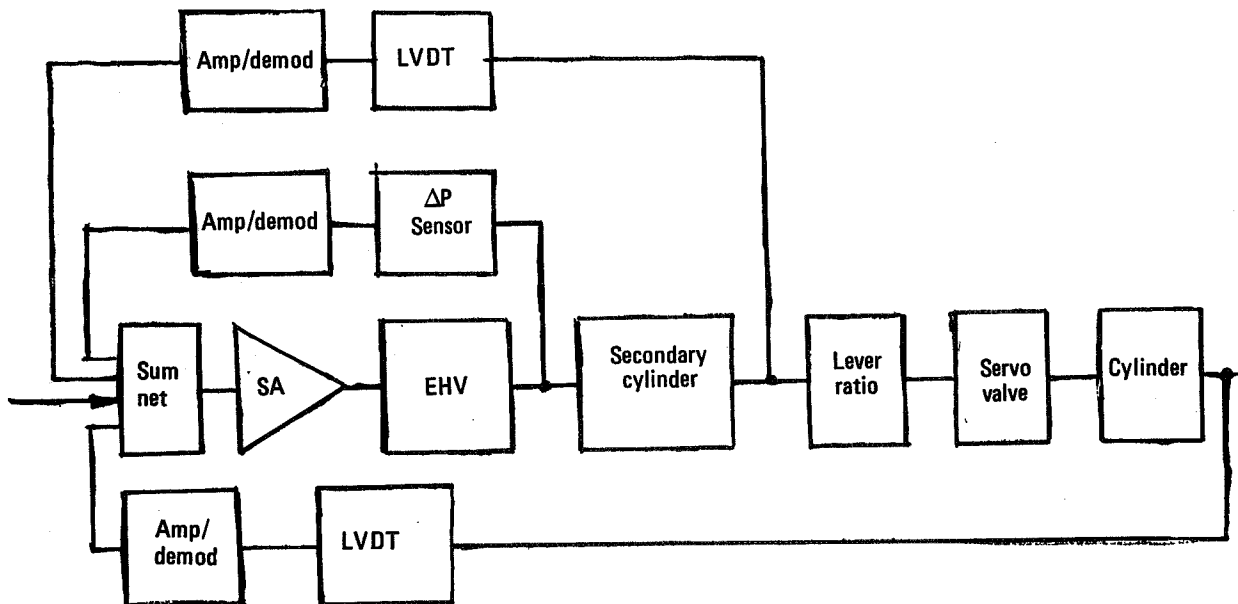 Amp/demod
LVDT
Amp/demod
ΔP
Sensor
Sum
net
SA
EHV
Secondary
cylinder
Lever
ratio
Servo
valve
Cylinder
Amp/
demod
LVDT